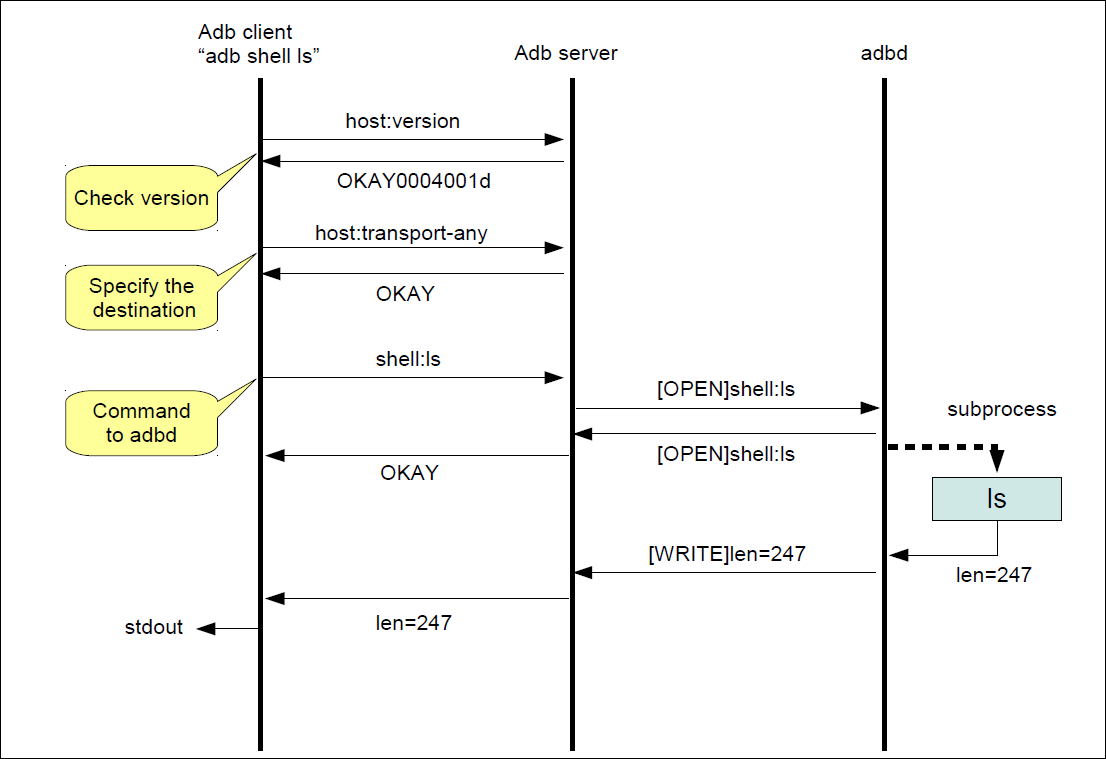 Adb client
“adb shell ls”
Adb server
adbd
host:version
OKAY0004001d
Check version
host:transport-any
Specify the
destination
OKAY
shell:ls
[OPEN]shell:ls
Command
to adbd
subprocess
[OPEN]shell:ls
OKAY
ls
[WRITE]len=247
len=247
len=247
stdout